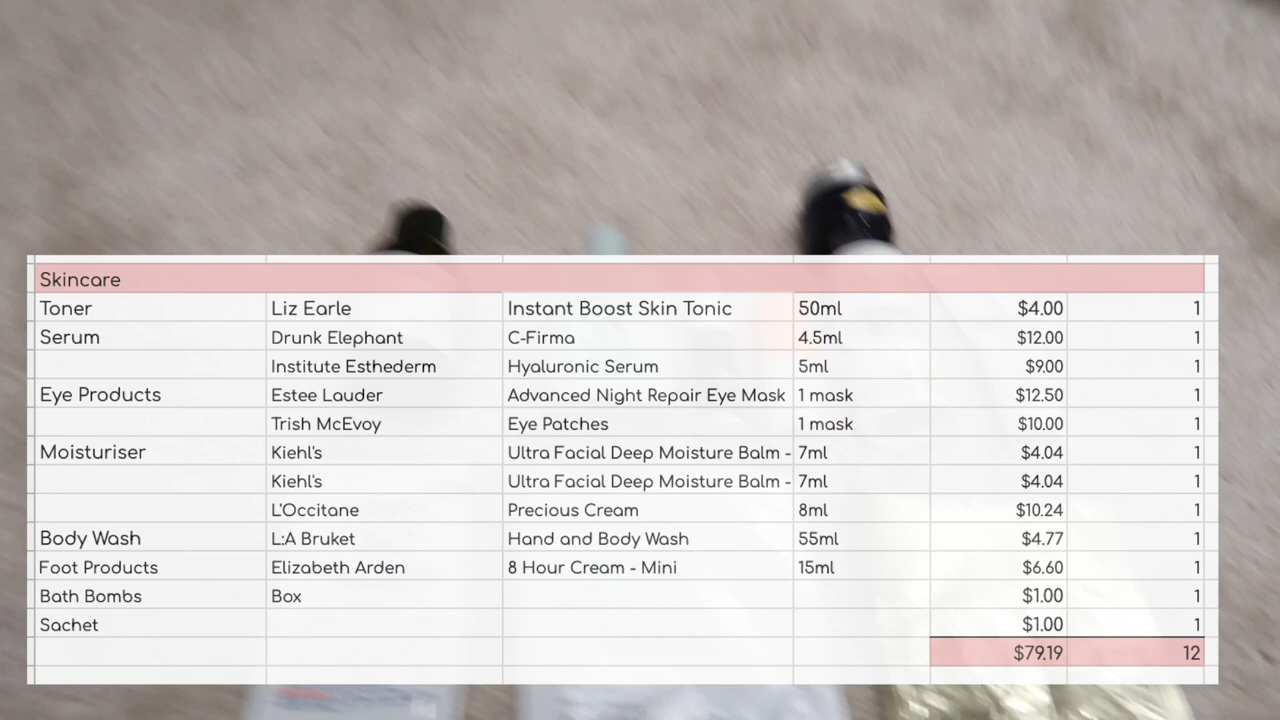 Skincare
Toner Liz Earle Instant Boost Skin Tonic 50ml $4.00 1
Serum Drunk Elephant C-Firma 4.5ml $12.00 1
Institute Esthederm Hyaluronic Serum 5ml $9.00 1
Eye Products Estee Lauder Advanced Night Repair Eye Mask 1 mask $12.50 1
Trish McEvoy Eye Patches 1 mask $10.00 1
Moisturiser Kiehl's Ultra Facial Deep Moisture Balm - 7ml $4.04 1
Kiehl's Ultra Facial Deep Moisture Balm - 7ml $4.04 1
L'Occitane Precious Cream 8ml $10.24 1
Body Wash L:A Bruket Hand and Body Wash 55ml $4.77 1
Foot Products Elizabeth Arden 8 Hour Cream - Mini 15ml $6.60 1
Bath Bombs Box $1.00 1
Sachet $1.00 1
$79.19 12